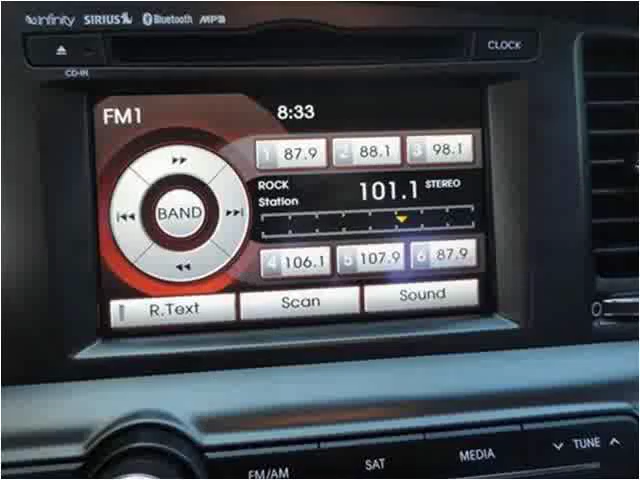 infinity SIRIUS Bluetooth MP3
CLOCK
CD-IN
FM1 8:33
1 87.9 2 88.1 3 98.1
ROCK 101.1 STEREO
Station
BAND
4 106.1 5 107.9 6 87.9
R.Text Scan Sound
FM/AM SAT MEDIA TUNE